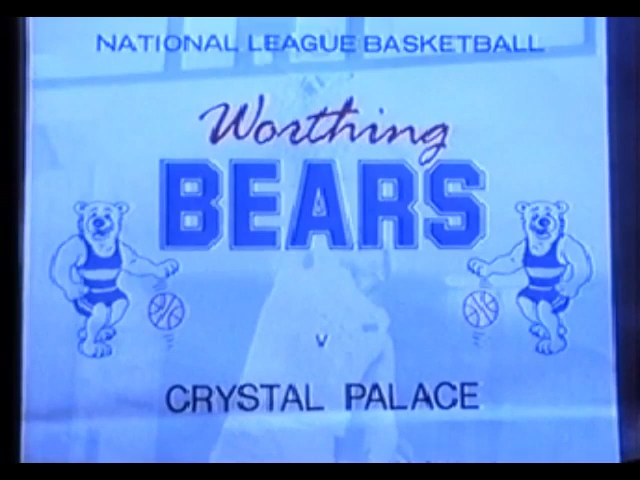 NATIONAL LEAGUE BASKETBALL
Worthing
BEARS
v
CRYSTAL PALACE